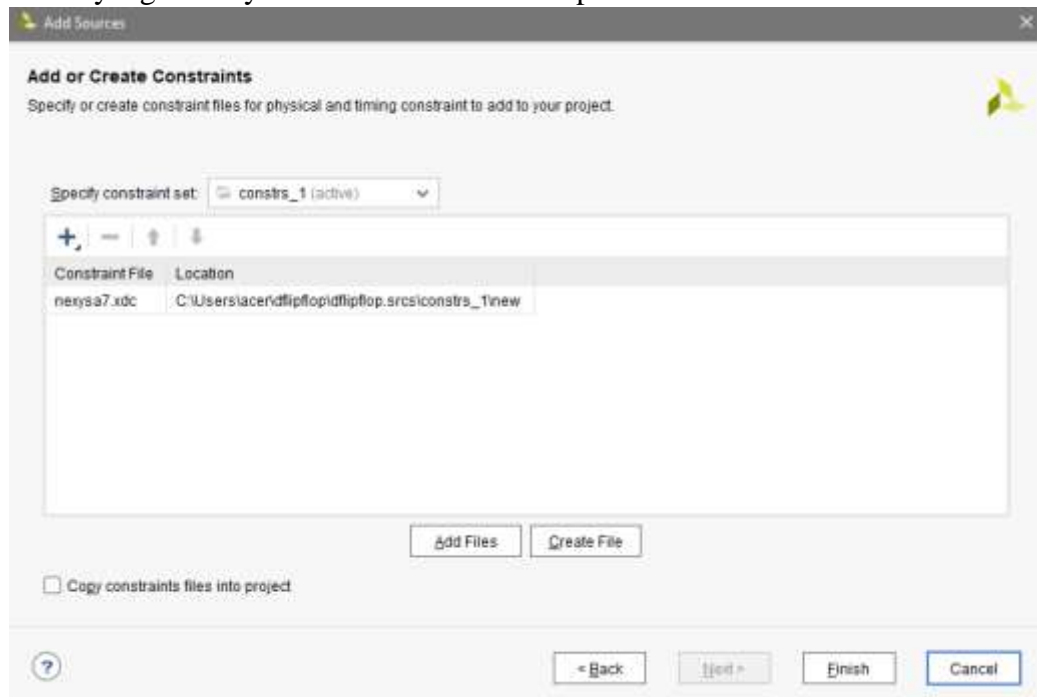 Add Sources
Add or Create Constraints
Specify or create constraint files for physical and timing constraint to add to your project.
Specify constraint set: constrs_1 (active)
Constraint File Location
nexysa7.xdc C:\Users\acer\dflipflop\dflipflop.srcs\constrs_1\new
Add Files Create File
Copy constraints files into project
? < Back Next > Finish Cancel